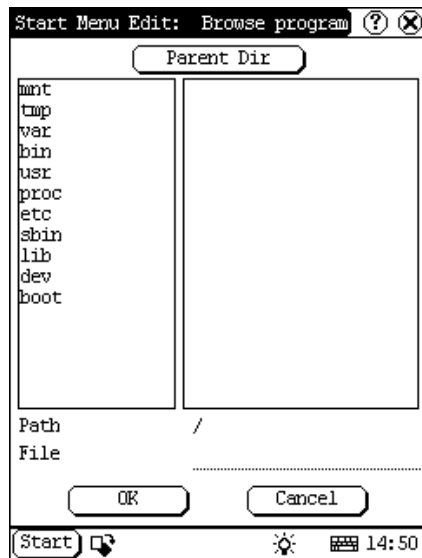 Start Menu Edit: Browse program ?
Parent Dir
mnt
tmp
var
bin
usr
proc
etc
sbin
lib
dev
boot
Path /
File
OK Cancel
Start 14:50